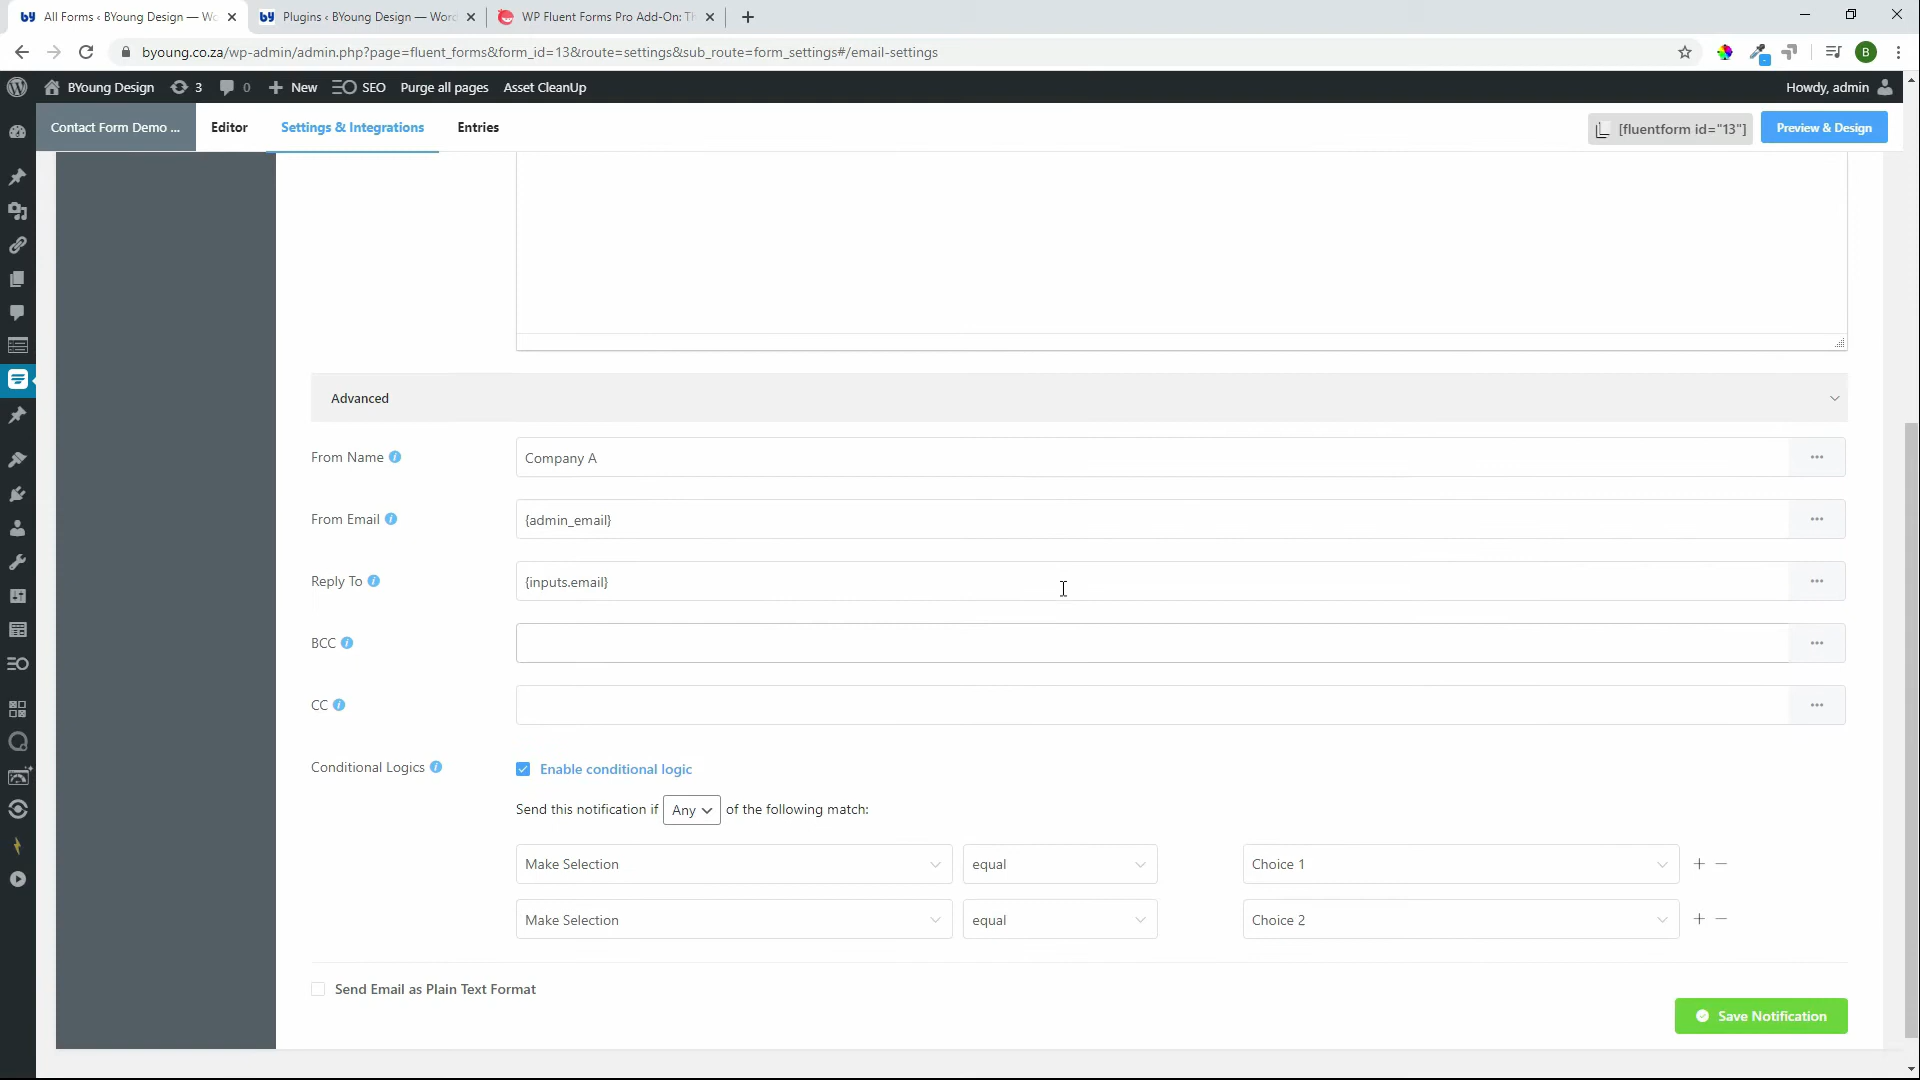 All Forms ‹ BYoung Design — Wo
Plugins ‹ BYoung Design — Word
WP Fluent Forms Pro Add-On: Th
byoung.co.za/wp-admin/admin.php?page=fluent_forms&form_id=13&route=settings&sub_route=form_settings#/email-settings
B
BYoung Design 3 0 New SEO Purge all pages Asset CleanUp Howdy, admin
Contact Form Demo ... Editor Settings & Integrations Entries [fluentform id="13"] Preview & Design
Advanced
From Name Company A
From Email {admin_email}
Reply To {inputs.email}
BCC
CC
Conditional Logics Enable conditional logic
Send this notification if Any of the following match:
Make Selection equal Choice 1
Make Selection equal Choice 2
Send Email as Plain Text Format
Save Notification